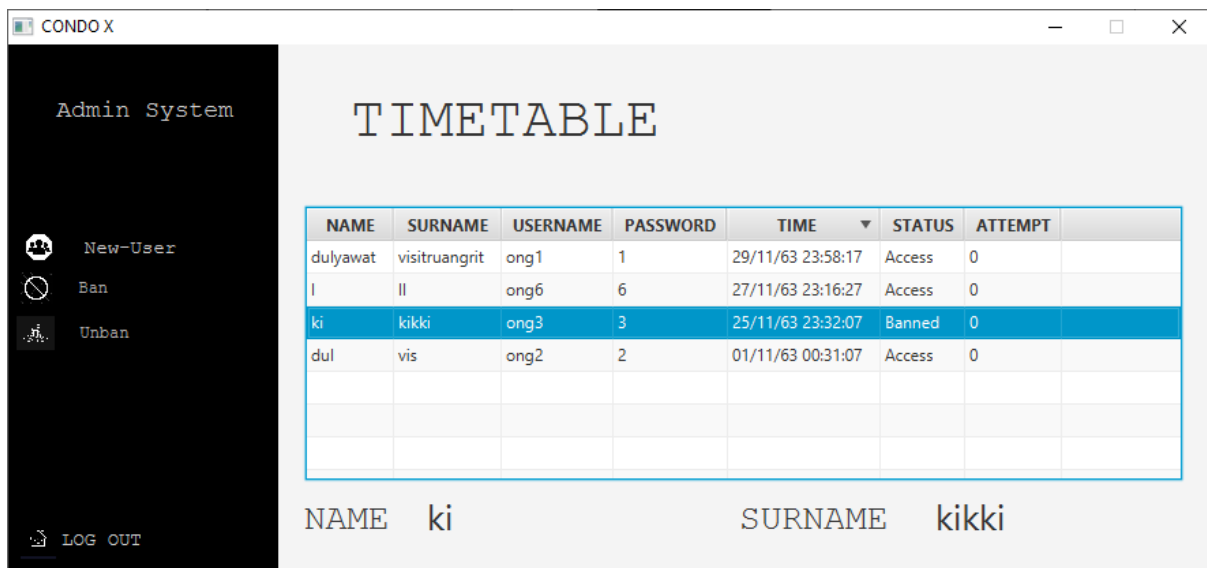 CONDO X
Admin System
TIMETABLE
New-User
Ban
Unban
LOG OUT
NAME SURNAME USERNAME PASSWORD TIME STATUS ATTEMPT
dulyawat visitruangrit ong1 1 29/11/63 23:58:17 Access 0
l ll ong6 6 27/11/63 23:16:27 Access 0
ki kikki ong3 3 25/11/63 23:32:07 Banned 0
dul vis ong2 2 01/11/63 00:31:07 Access 0
NAME ki SURNAME kikki